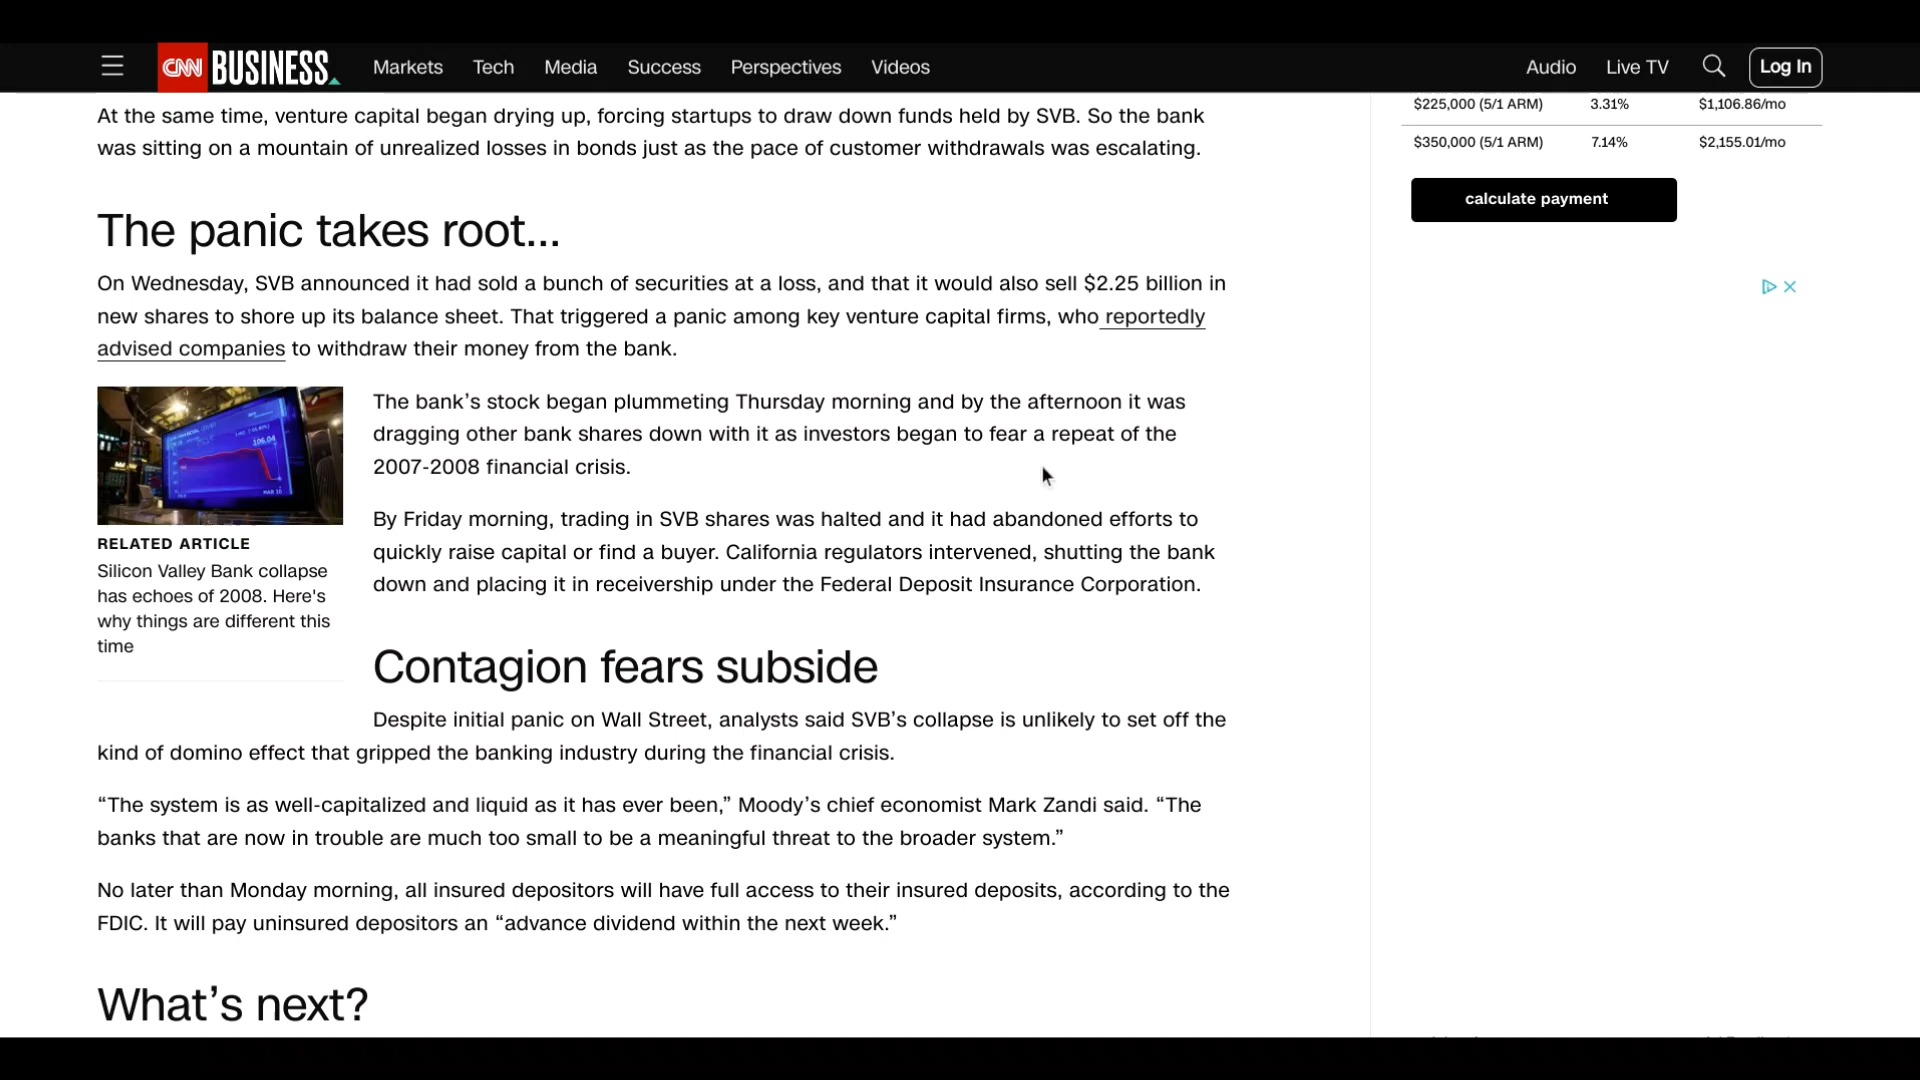 CNN BUSINESS Markets Tech Media Success Perspectives Videos Audio Live TV Log In
$225,000 (5/1 ARM) 3.31% $1,106.86/mo
$350,000 (5/1 ARM) 7.14% $2,155.01/mo
calculate payment
At the same time, venture capital began drying up, forcing startups to draw down funds held by SVB. So the bank
was sitting on a mountain of unrealized losses in bonds just as the pace of customer withdrawals was escalating.
The panic takes root...
On Wednesday, SVB announced it had sold a bunch of securities at a loss, and that it would also sell $2.25 billion in
new shares to shore up its balance sheet. That triggered a panic among key venture capital firms, who reportedly
advised companies to withdraw their money from the bank.
106.04
MAR 10
RELATED ARTICLE
Silicon Valley Bank collapse
has echoes of 2008. Here's
why things are different this
time
The bank’s stock began plummeting Thursday morning and by the afternoon it was
dragging other bank shares down with it as investors began to fear a repeat of the
2007-2008 financial crisis.
By Friday morning, trading in SVB shares was halted and it had abandoned efforts to
quickly raise capital or find a buyer. California regulators intervened, shutting the bank
down and placing it in receivership under the Federal Deposit Insurance Corporation.
Contagion fears subside
Despite initial panic on Wall Street, analysts said SVB’s collapse is unlikely to set off the
kind of domino effect that gripped the banking industry during the financial crisis.
“The system is as well-capitalized and liquid as it has ever been,” Moody’s chief economist Mark Zandi said. “The
banks that are now in trouble are much too small to be a meaningful threat to the broader system.”
No later than Monday morning, all insured depositors will have full access to their insured deposits, according to the
FDIC. It will pay uninsured depositors an “advance dividend within the next week.”
What’s next?